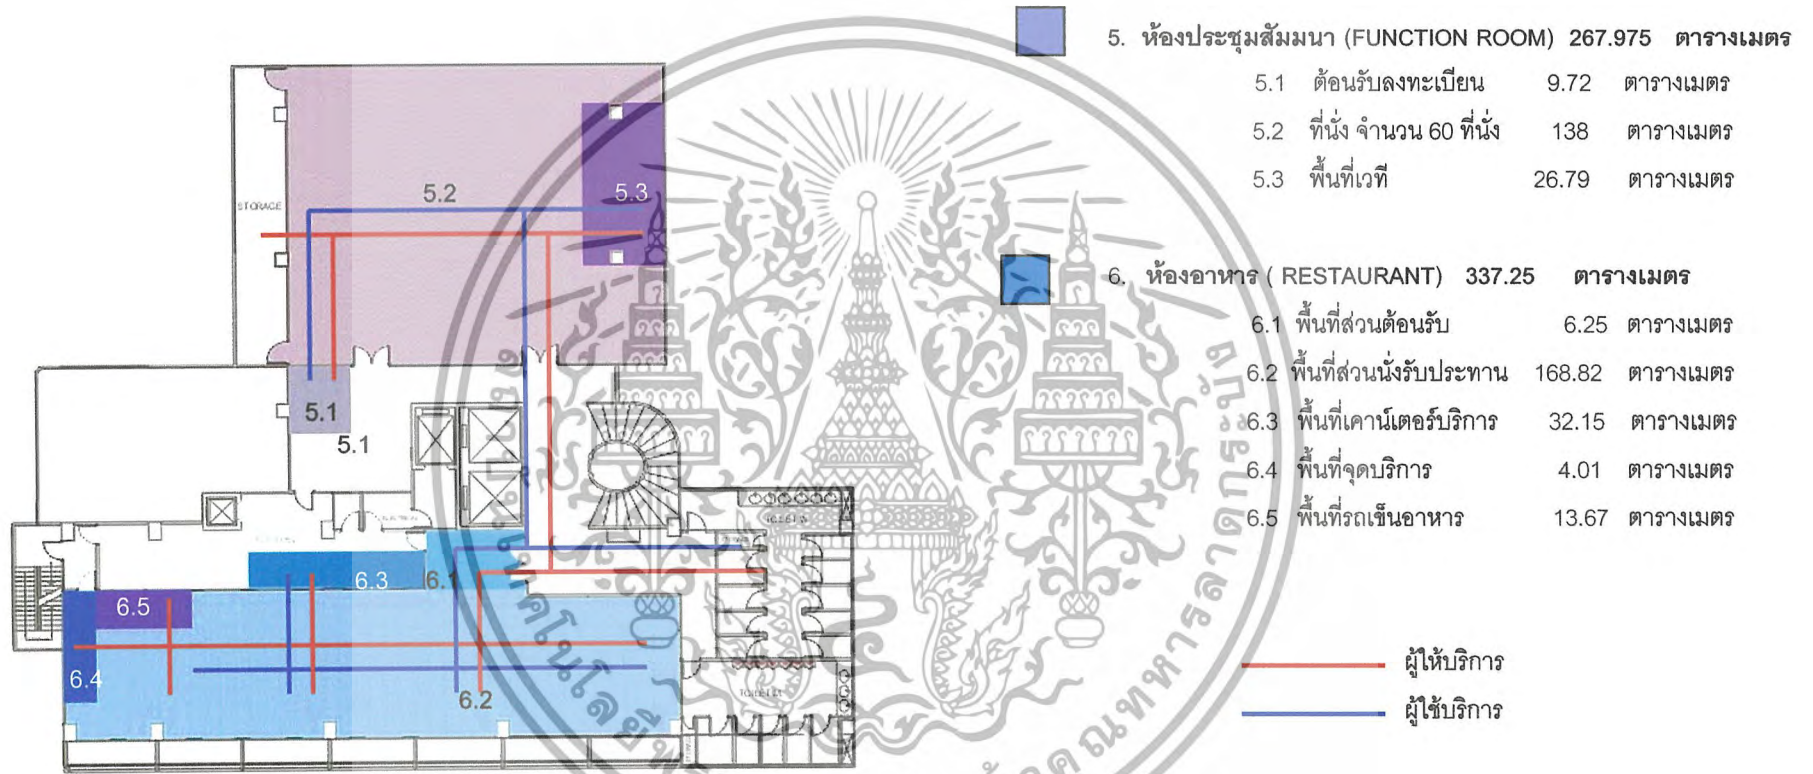 5. ห้องประชุมสัมมนา (FUNCTION ROOM) 267.975 ตารางเมตร
5.1 ต้อนรับลงทะเบียน 9.72 ตารางเมตร
5.2 ที่นั่ง จำนวน 60 ที่นั่ง 138 ตารางเมตร
5.3 พื้นที่เวที 26.79 ตารางเมตร
6. ห้องอาหาร ( RESTAURANT) 337.25 ตารางเมตร
6.1 พื้นที่ส่วนต้อนรับ 6.25 ตารางเมตร
6.2 พื้นที่ส่วนนั่งรับประทาน 168.82 ตารางเมตร
6.3 พื้นที่เคาน์เตอร์บริการ 32.15 ตารางเมตร
6.4 พื้นที่จุดบริการ 4.01 ตารางเมตร
6.5 พื้นที่รถเข็นอาหาร 13.67 ตารางเมตร
ผู้ให้บริการ
ผู้ใช้บริการ
5.2
5.3
STORAGE
5.1
5.1
6.3
6.1
6.5
6.4
6.2